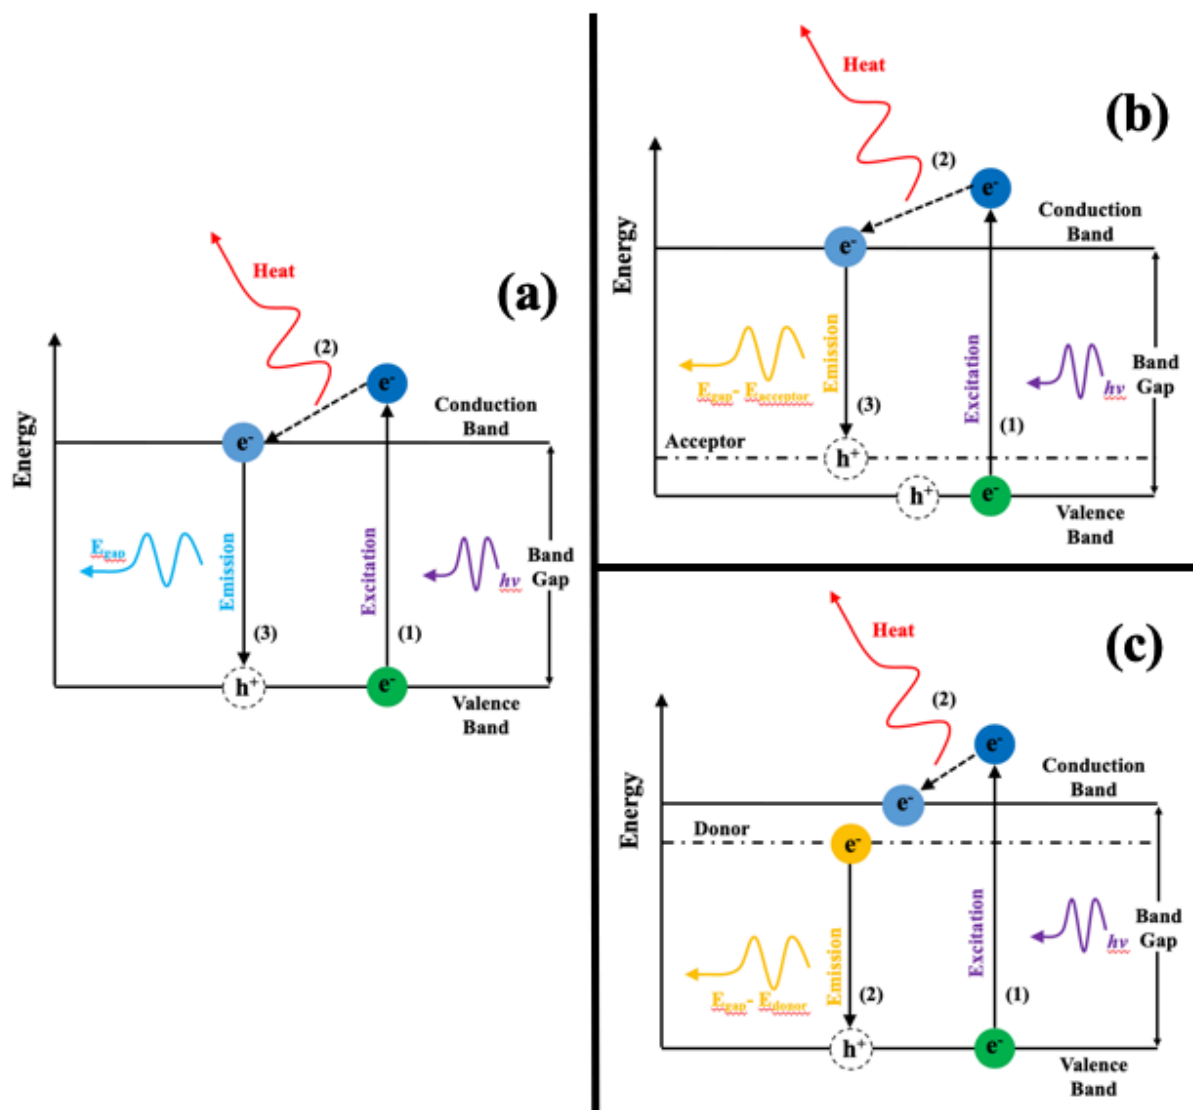 (a)
Heat
(2)
e-
Conduction
Band
e-
Energy
Egap
Emission
Excitation
hν
Band
Gap
(3)
(1)
h+
e-
Valence
Band
(b)
Heat
(2)
e-
Conduction
Band
e-
Energy
Emission
Excitation
hν
Band
Gap
Egap- Eacceptor
(3)
(1)
Acceptor
h+
h+
e-
Valence
Band
(c)
Heat
(2)
e-
Conduction
Band
e-
Donor
e-
Energy
Emission
Excitation
hν
Band
Gap
Egap- Edonor
(2)
(1)
h+
e-
Valence
Band